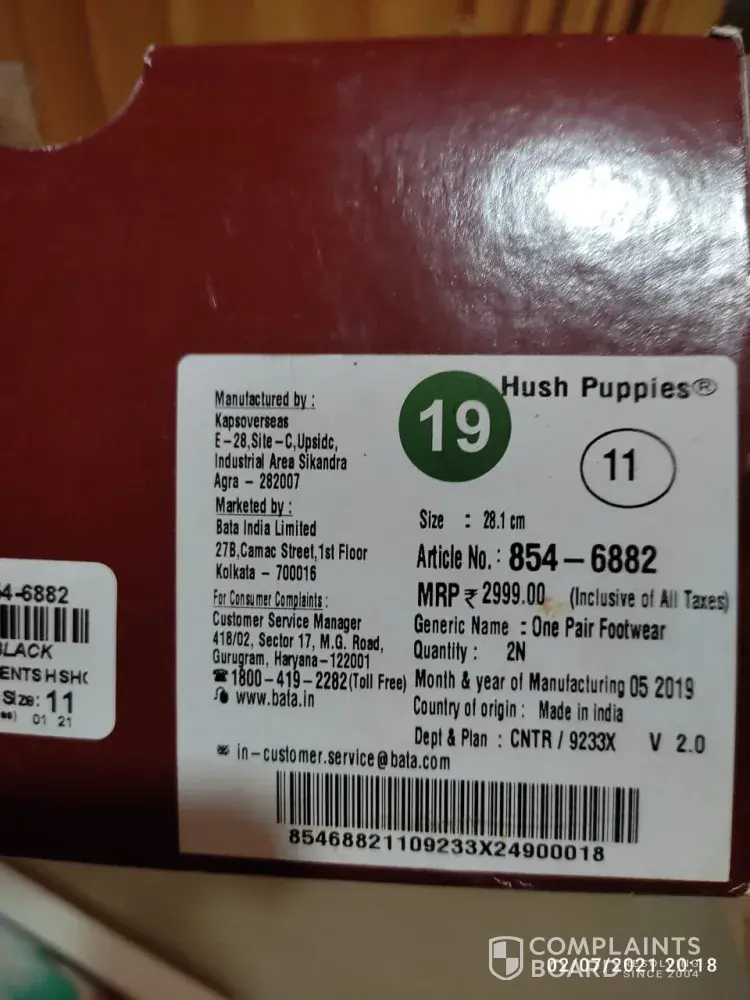 Manufactured by :
Kapsoverseas
E-28,Site-C,Upsidc,
Industrial Area Sikandra
Agra - 282007
Marketed by :
Bata India Limited
27B,Camac Street,1st Floor
Kolkata - 700016
For Consumer Complaints :
Customer Service Manager
418/02, Sector 17, M.G. Road,
Gurugram, Haryana-122001
☎1800-419-2282(Toll Free)
www.bata.in
✉ in-customer.service@bata.com
19
Hush Puppies®
11
Size : 28.1 cm
Article No. : 854-6882
MRP ₹ 2999.00 (Inclusive of All Taxes)
Generic Name : One Pair Footwear
Quantity : 2N
Month & year of Manufacturing 05 2019
Country of origin : Made in india
Dept & Plan : CNTR / 9233X V 2.0
85468821109233X24900018
4-6882
BLACK
ENTS H SH
Size: 11
01 21
COMPLAINTS
BOARD
SINCE 2004
02/07/2021 20:18